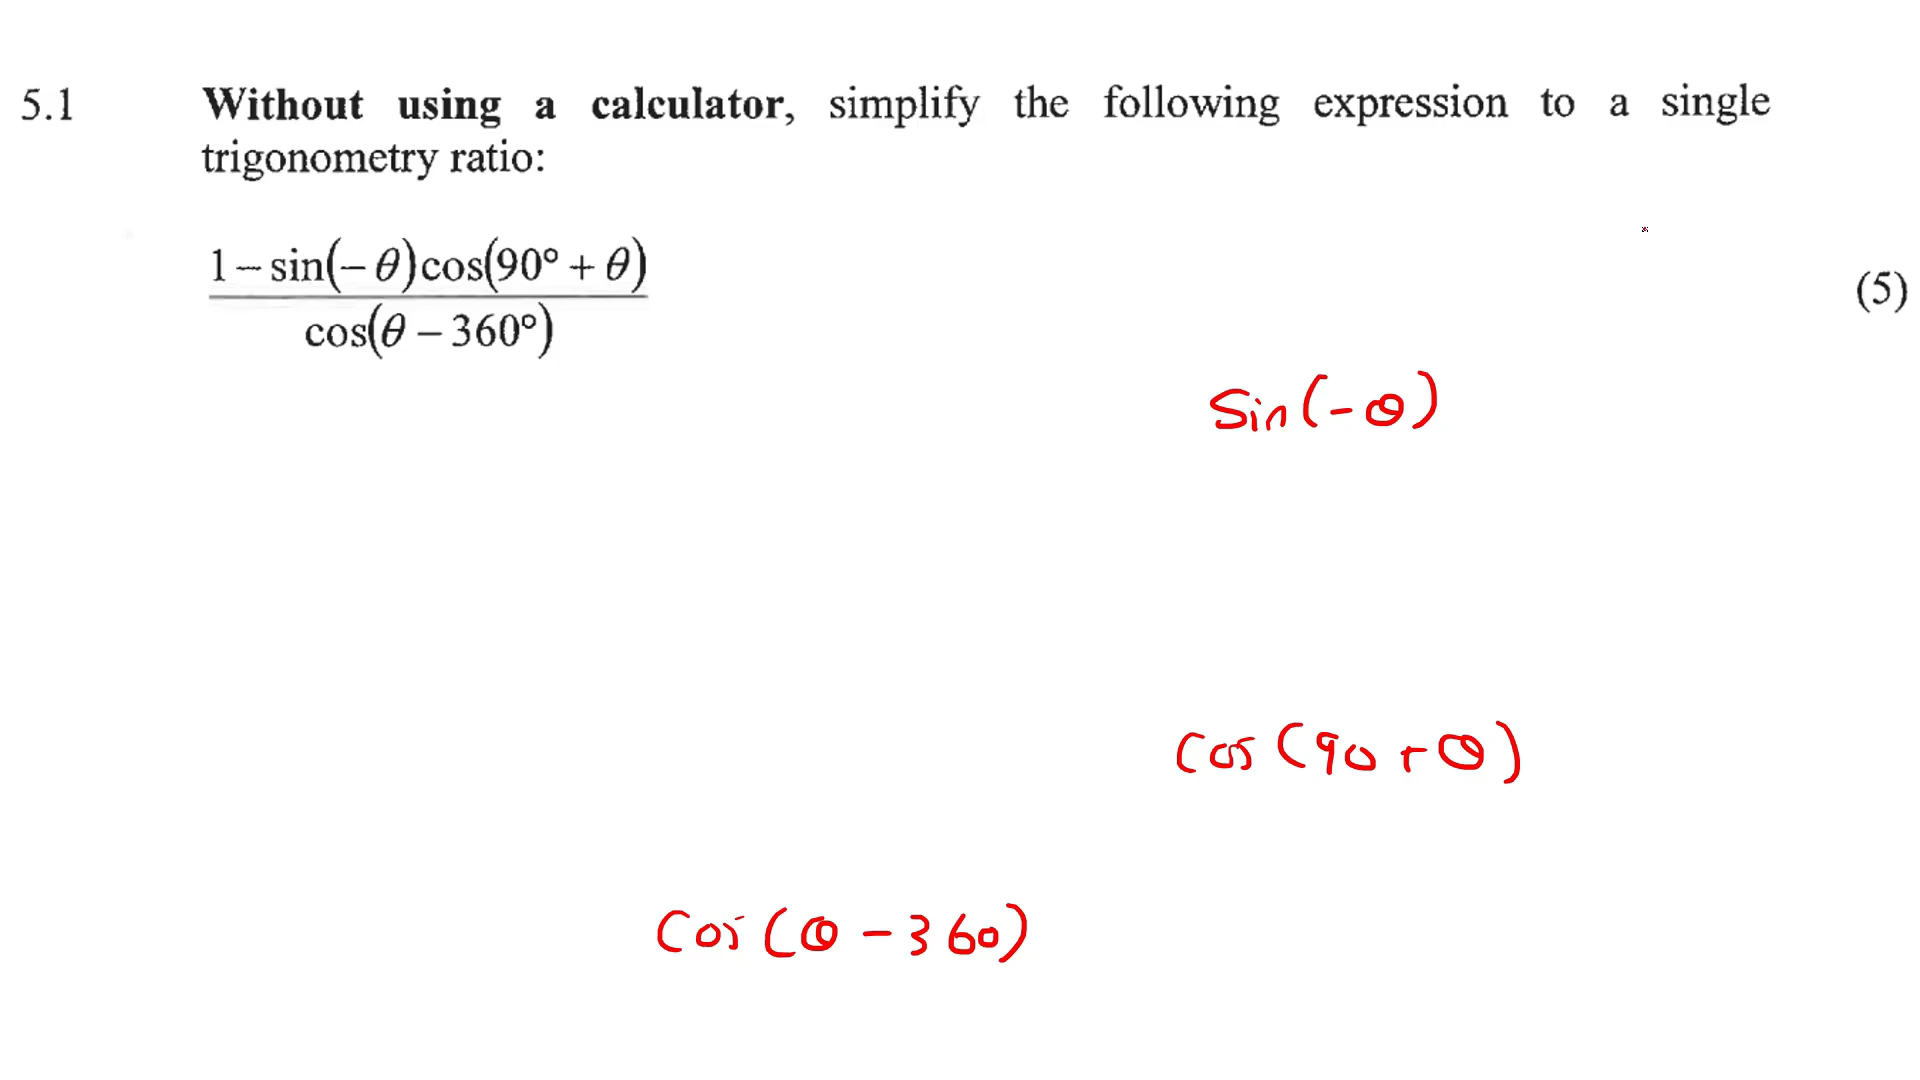 5.1 Without using a calculator, simplify the following expression to a single
trigonometry ratio:
1 – sin(– θ)cos(90° + θ)
cos(θ – 360°)
(5)
Sin(-θ)
Cos(90+θ)
Cos(θ-360)